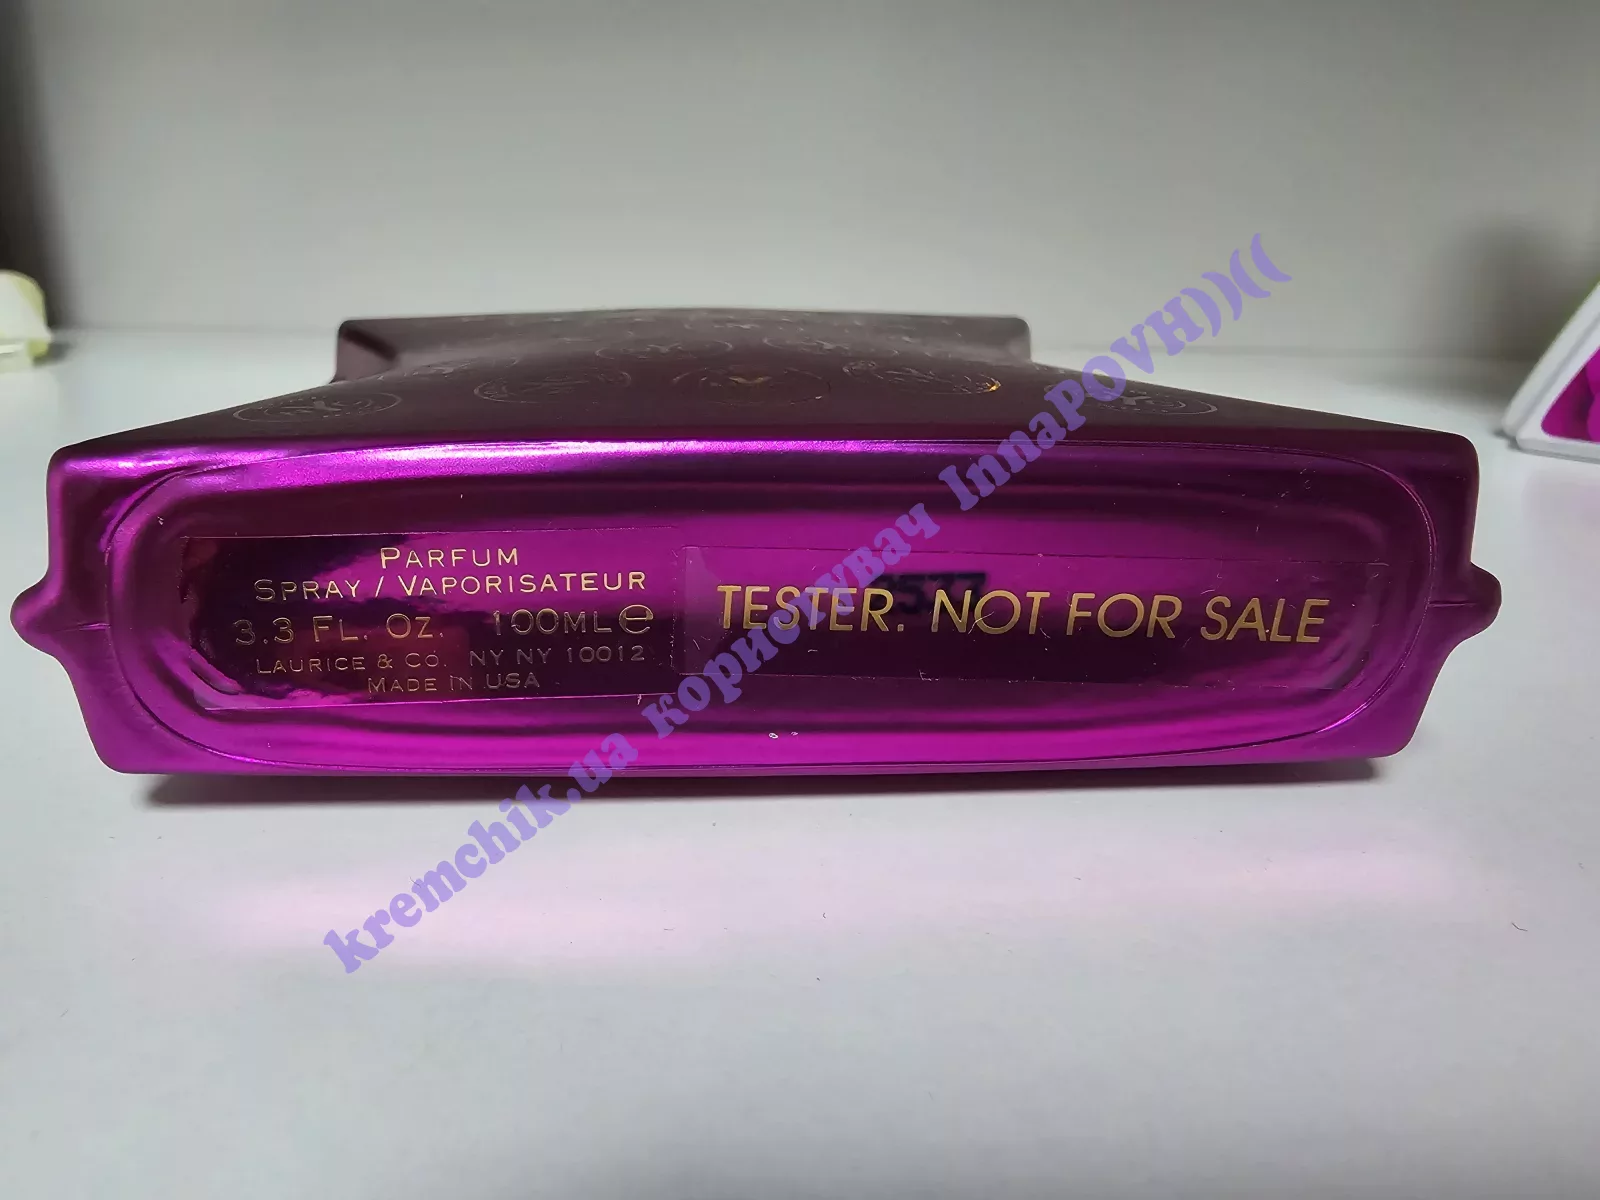 PARFUM
SPRAY / VAPORISATEUR
3.3 FL. OZ. 100ML℮
LAURICE & CO. NY NY 10012
MADE IN USA
TESTER. NOT FOR SALE
kremchik.ua користувач InnaPOVH))((